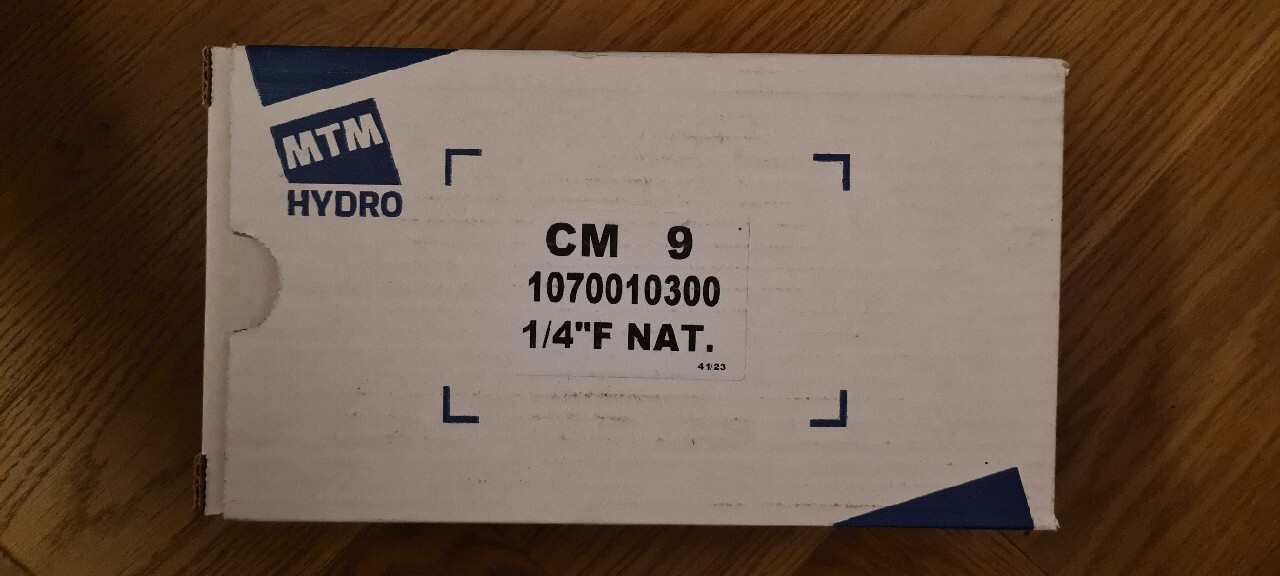 MTM
HYDRO
CM 9
1070010300
1/4"F NAT.
41/23